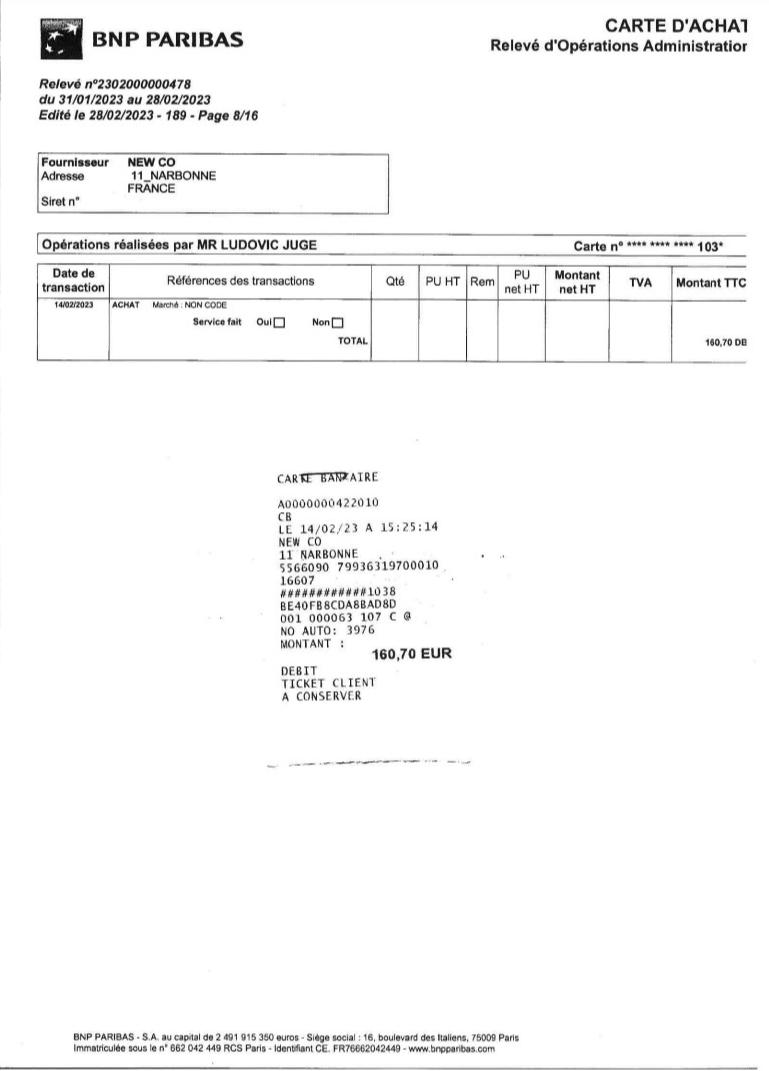 BNP PARIBAS
CARTE D'ACHAT
Relevé d'Opérations Administration
Relevé n°2302000000478
du 31/01/2023 au 28/02/2023
Edité le 28/02/2023 - 189 - Page 8/16
Fournisseur NEW CO
Adresse 11_NARBONNE
FRANCE
Siret n°
Opérations réalisées par MR LUDOVIC JUGE Carte n° **** **** **** 103*
Date de transaction Références des transactions Qté PU HT Rem PU net HT Montant net HT TVA Montant TTC
14/02/2023 ACHAT Marché : NON CODE
Service fait Oui Non
TOTAL 160,70 DB
CARTE BANZAIRE
A0000000422010
CB
LE 14/02/23 A 15:25:14
NEW CO
11 NARBONNE
5566090 79936319700010
16607
############1038
BE40FB8CDA8BAD8D
001 000063 107 C @
NO AUTO: 3976
MONTANT :
160,70 EUR
DEBIT
TICKET CLIENT
A CONSERVER
BNP PARIBAS - S.A. au capital de 2 491 915 350 euros - Siège social : 16, boulevard des Italiens, 75009 Paris
Immatriculée sous le n° 662 042 449 RCS Paris - Identifiant CE. FR76662042449 - www.bnpparibas.com